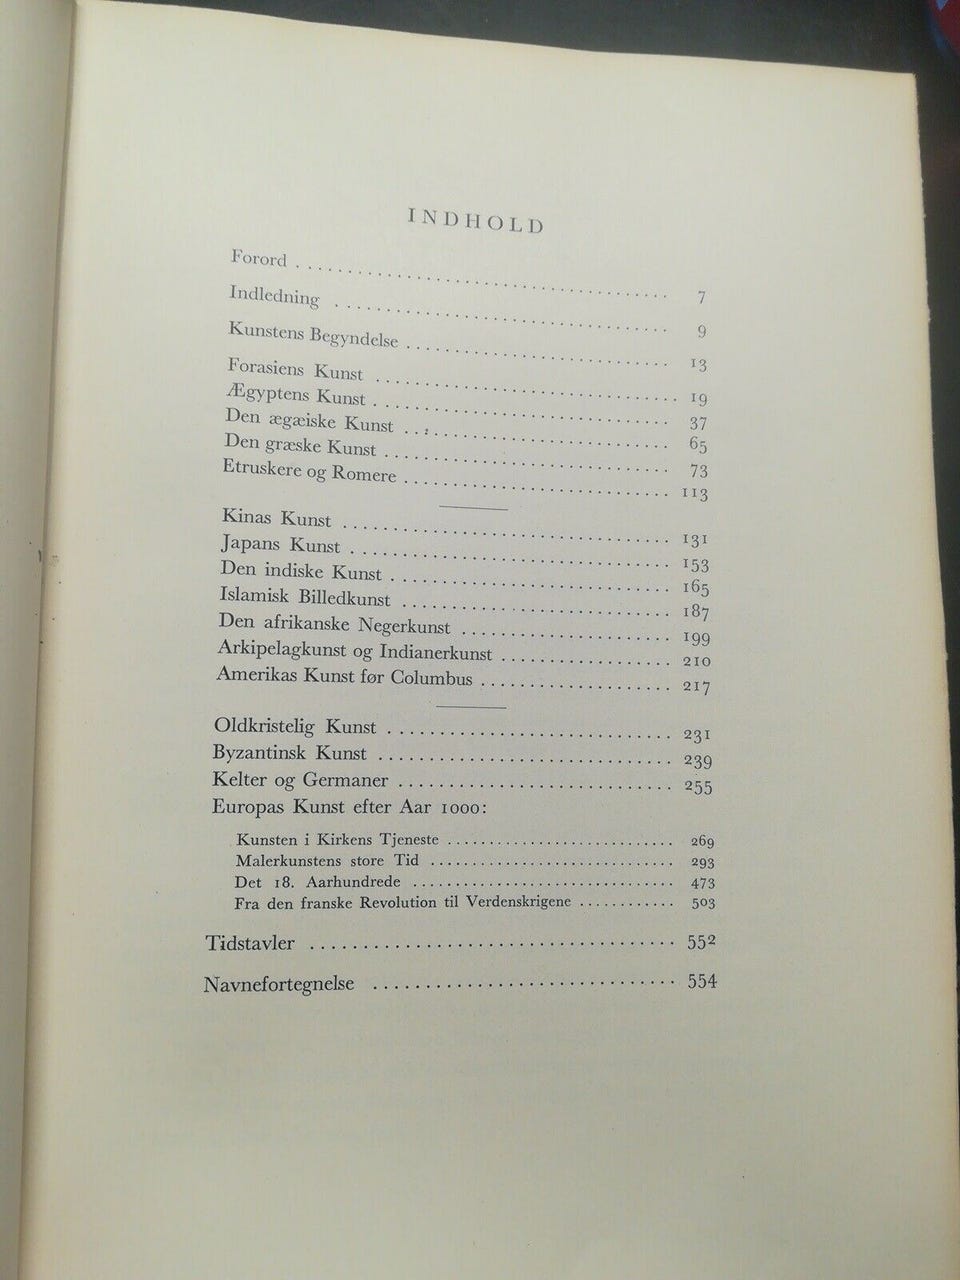 INDHOLD
Forord ........................................ 7
Indledning .................................... 9
Kunstens Begyndelse ........................... 13
Forasiens Kunst ............................... 19
Ægyptens Kunst ................................ 37
Den ægæiske Kunst ............................. 65
Den græske Kunst .............................. 73
Etruskere og Romere ........................... 113
Kinas Kunst ................................... 131
Japans Kunst .................................. 153
Den indiske Kunst ............................. 165
Islamisk Billedkunst .......................... 187
Den afrikanske Negerkunst ..................... 199
Arkipelagkunst og Indianerkunst ............... 210
Amerikas Kunst før Columbus ................... 217
Oldkristelig Kunst ............................ 231
Byzantinsk Kunst .............................. 239
Kelter og Germaner ............................ 255
Europas Kunst efter Aar 1000:
Kunsten i Kirkens Tjeneste .................... 269
Malerkunstens store Tid ....................... 293
Det 18. Aarhundrede ........................... 473
Fra den franske Revolution til Verdenskrigene ............ 503
Tidstavler .................................... 552
Navnefortegnelse .............................. 554